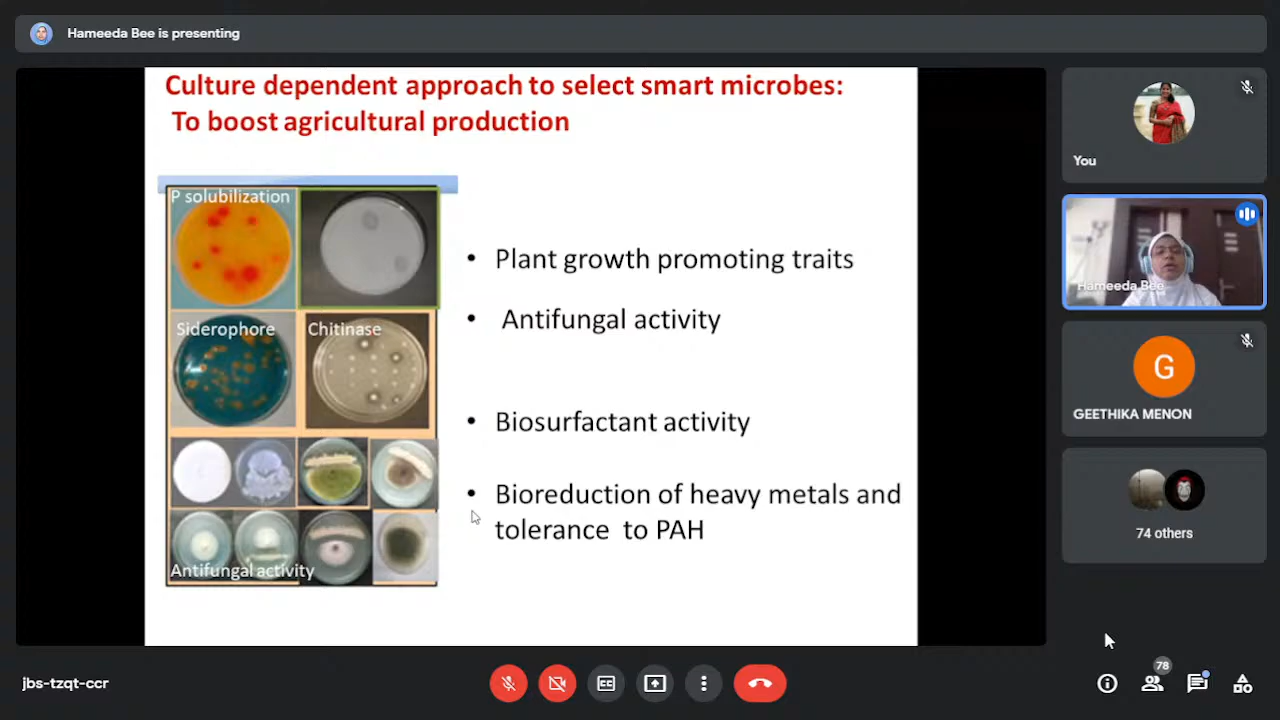 Hameeda Bee is presenting
Culture dependent approach to select smart microbes:
To boost agricultural production
P solubilization
Siderophore
Chitinase
Antifungal activity
• Plant growth promoting traits
• Antifungal activity
• Biosurfactant activity
• Bioreduction of heavy metals and
tolerance to PAH
You
Hameeda Bee
G
GEETHIKA MENON
74 others
jbs-tzqt-ccr
CC
78